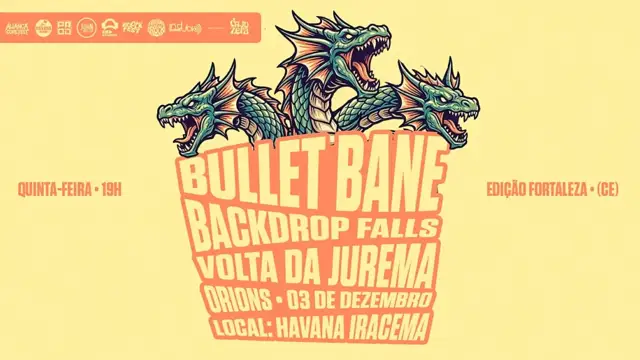 QUINTA-FEIRA • 19H
BULLET BANE
BACKDROP FALLS
VOLTA DA JUREMA
ORIONS • 03 DE DEZEMBRO
LOCAL: HAVANA IRACEMA
EDIÇÃO FORTALEZA • (CE)